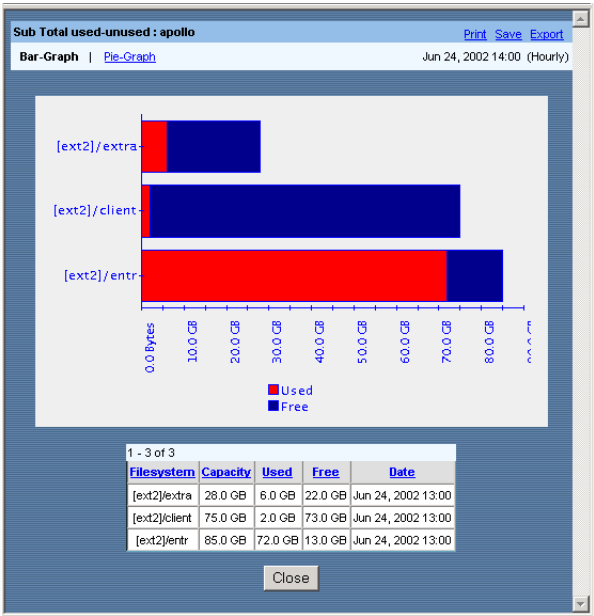 Sub Total used-unused : apollo Print Save Export
Bar-Graph | Pie-Graph Jun 24, 2002 14:00 (Hourly)
[ext2]/extra
[ext2]/client
[ext2]/entr
0.0 Bytes 10.0 GB 20.0 GB 30.0 GB 40.0 GB 50.0 GB 60.0 GB 70.0 GB 80.0 GB
Used
Free
1 - 3 of 3
Filesystem Capacity Used Free Date
[ext2]/extra 28.0 GB 6.0 GB 22.0 GB Jun 24, 2002 13:00
[ext2]/client 75.0 GB 2.0 GB 73.0 GB Jun 24, 2002 13:00
[ext2]/entr 85.0 GB 72.0 GB 13.0 GB Jun 24, 2002 13:00
Close